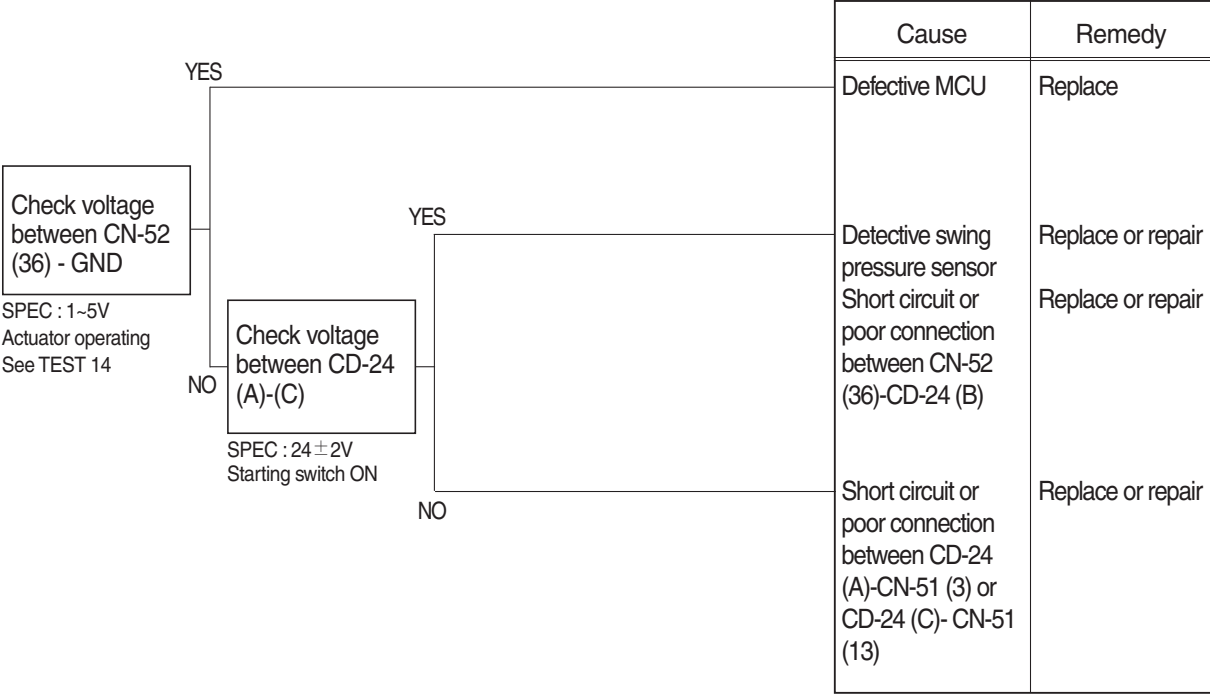 Cause
Remedy
YES
Defective MCU
Replace
Check voltage
between CN-52
(36) - GND
SPEC : 1~5V
Actuator operating
See TEST 14
YES
Detective swing
pressure sensor
Replace or repair
Short circuit or
poor connection
between CN-52
(36)-CD-24 (B)
Replace or repair
NO
Check voltage
between CD-24
(A)-(C)
SPEC : 24±2V
Starting switch ON
NO
Short circuit or
poor connection
between CD-24
(A)-CN-51 (3) or
CD-24 (C)- CN-51
(13)
Replace or repair